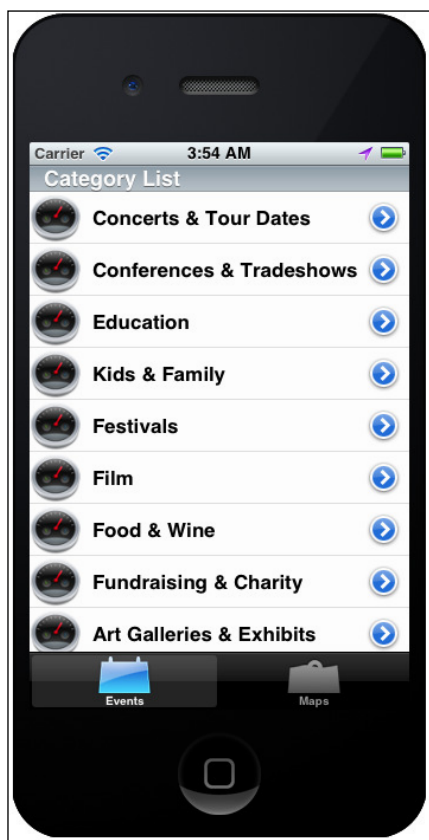 Carrier 3:54 AM
Category List
Concerts & Tour Dates
Conferences & Tradeshows
Education
Kids & Family
Festivals
Film
Food & Wine
Fundraising & Charity
Art Galleries & Exhibits
Events Maps